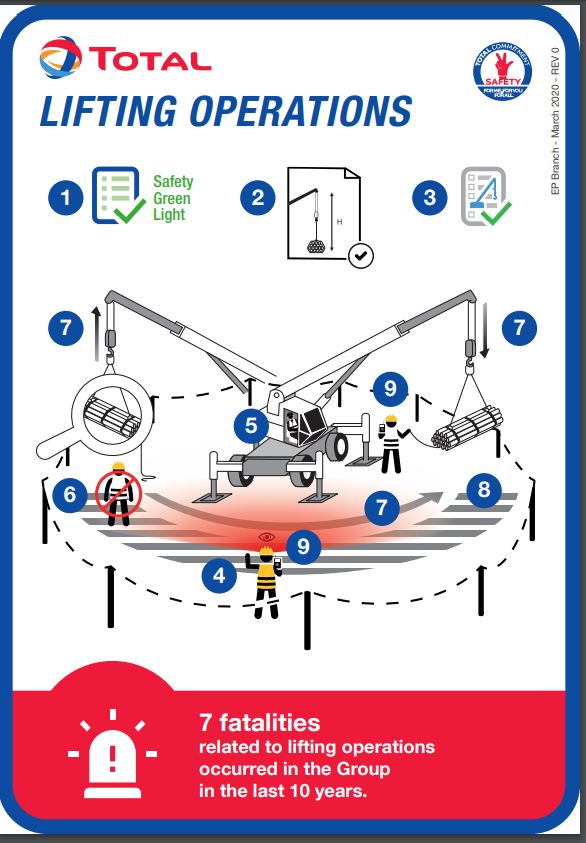 TOTAL
TOTAL COMMITMENT
SAFETY
FOR ME, FOR YOU
FOR ALL
EP Branch - March 2020 - REV 0
LIFTING OPERATIONS
1
Safety
Green
Light
2
H
3
7
7
9
5
6
8
7
9
4
!
7 fatalities
related to lifting operations
occurred in the Group
in the last 10 years.